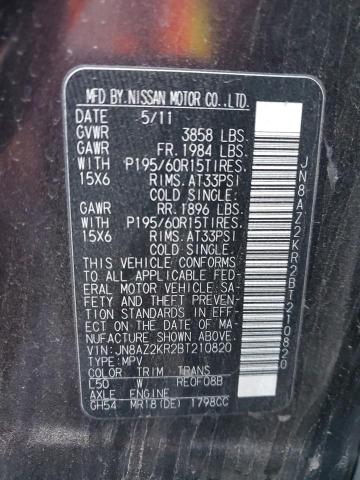 MFD.BY.NISSAN MOTOR CO.,LTD.
DATE 5/11
GVWR 3858 LBS.
GAWR FR. 1984 LBS.
WITH P195/60R15TIRES.
15X6 RIMS.AT33PSI
COLD SINGLE.
GAWR RR. 1896 LBS.
WITH P195/60R15TIRES.
15X6 RIMS.AT33PSI
COLD SINGLE.
THIS VEHICLE CONFORMS
TO ALL APPLICABLE FED-
ERAL MOTOR VEHICLE SA-
FETY AND THEFT PREV-
ENTION STANDARDS IN EF-
FECT ON THE DATE OF MA-
NUFACTURE SHOWN ABOVE.
VIN:JN8AZ2KR2BT210820
TYPE:MPV
COLOR TRIM TRANS
L50 W RE0F08B
AXLE ENGINE
GH54 MR18(DE) 1798CC
JN8AZ2KR2BT210820